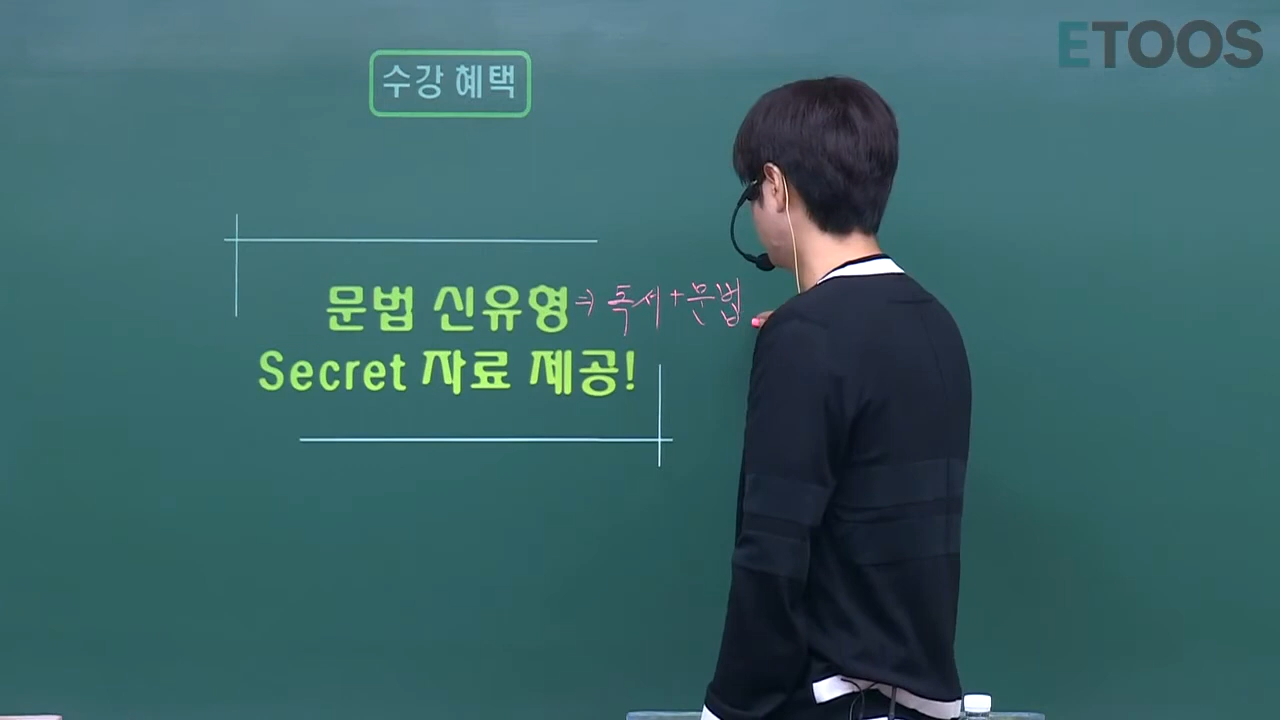 ETOOS
수강 혜택
문법 신유형 ⇒ 독서 + 문법
Secret 자료 제공!